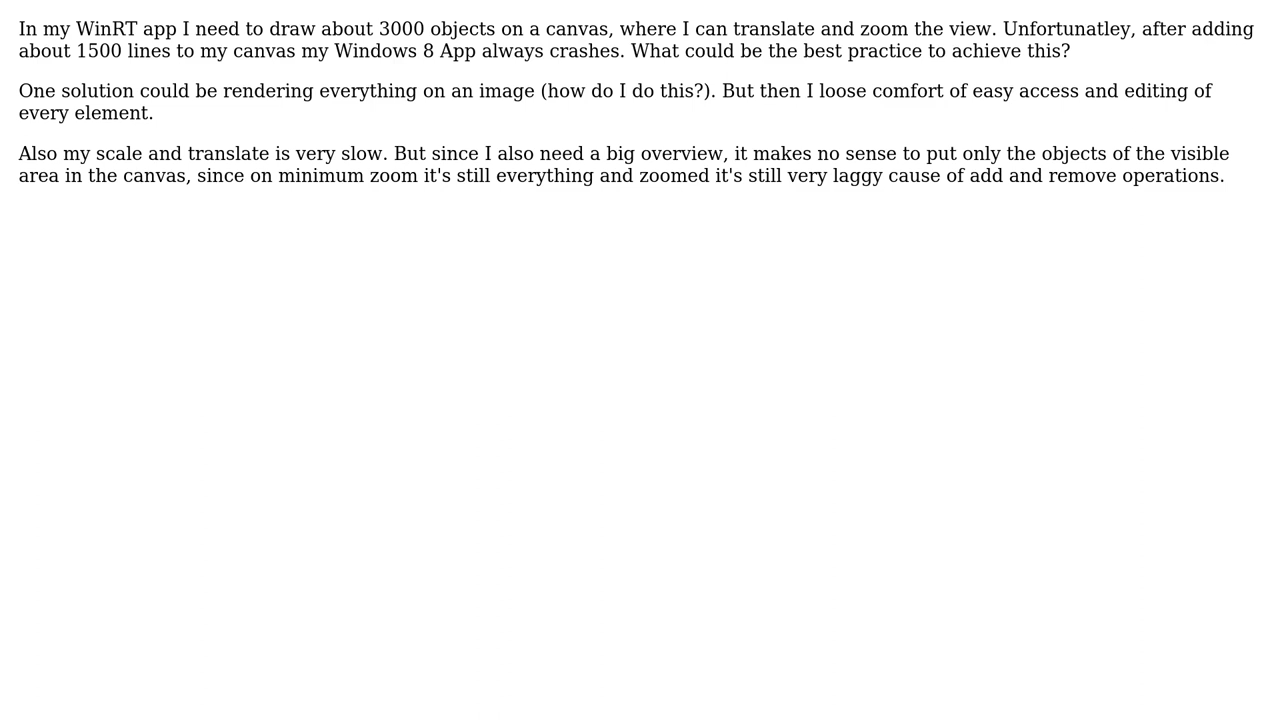 In my WinRT app I need to draw about 3000 objects on a canvas, where I can translate and zoom the view. Unfortunatley, after adding
about 1500 lines to my canvas my Windows 8 App always crashes. What could be the best practice to achieve this?
One solution could be rendering everything on an image (how do I do this?). But then I loose comfort of easy access and editing of
every element.
Also my scale and translate is very slow. But since I also need a big overview, it makes no sense to put only the objects of the visible
area in the canvas, since on minimum zoom it's still everything and zoomed it's still very laggy cause of add and remove operations.